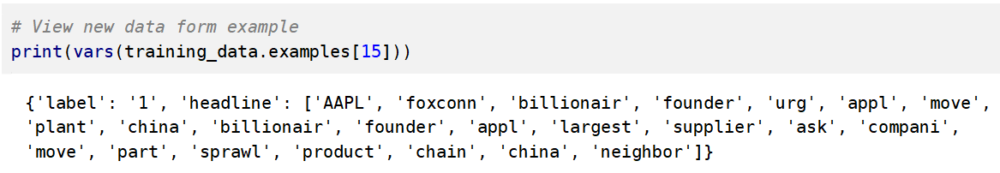 # View new data form example
print(vars(training_data.examples[15]))
{'label': '1', 'headline': ['AAPL', 'foxconn', 'billionair', 'founder', 'urg', 'appl', 'move',
'plant', 'china', 'billionair', 'founder', 'appl', 'largest', 'supplier', 'ask', 'compani',
'move', 'part', 'sprawl', 'product', 'chain', 'china', 'neighbor']}